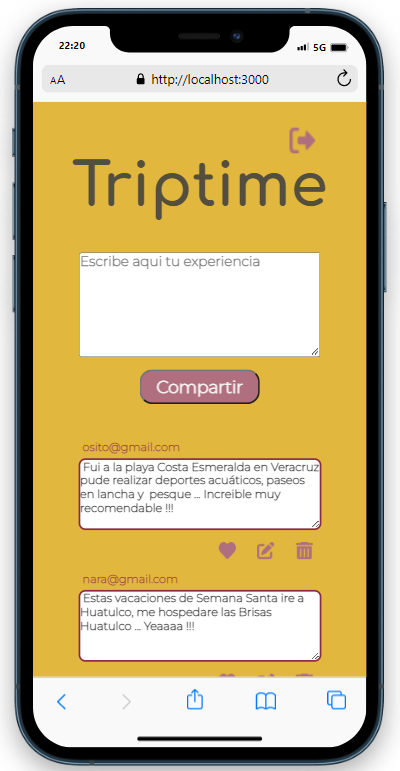 22:20
5G
AA
http://localhost:3000
Triptime
Escribe aqui tu experiencia
Compartir
osito@gmail.com
Fui a la playa Costa Esmeralda en Veracruz
pude realizar deportes acuáticos, paseos
en lancha y pesque ... Increible muy
recomendable !!!
nara@gmail.com
Estas vacaciones de Semana Santa ire a
Huatulco, me hospedare las Brisas
Huatulco ... Yeaaaa !!!